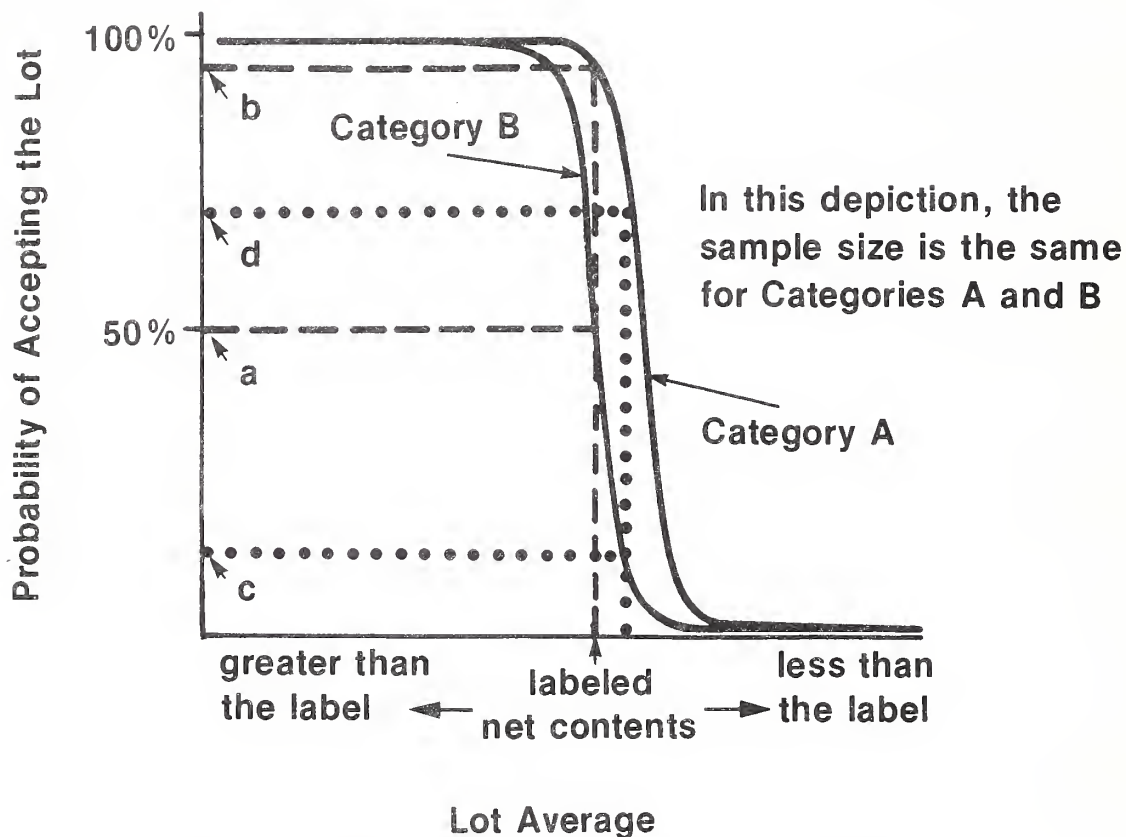 Probability of Accepting the Lot
100%
b
Category B
d
50%
a
c
In this depiction, the
sample size is the same
for Categories A and B
Category A
greater than
the label
labeled
net contents
less than
the label
Lot Average